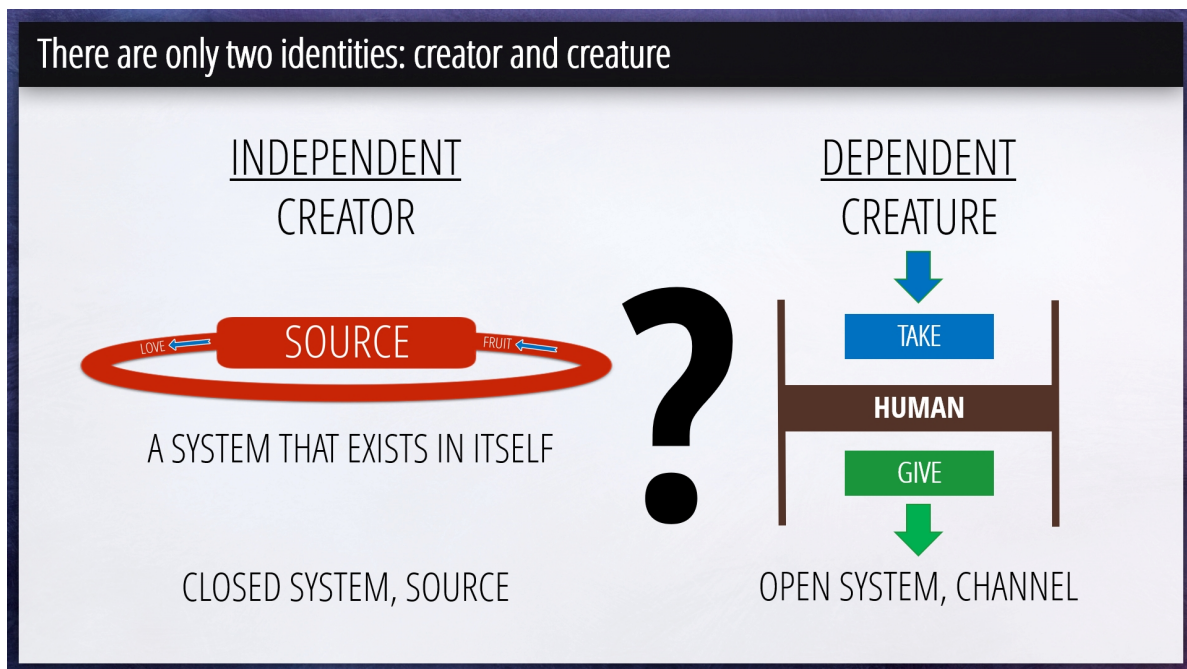 There are only two identities: creator and creature
INDEPENDENT
CREATOR
LOVE
SOURCE
FRUIT
A SYSTEM THAT EXISTS IN ITSELF
CLOSED SYSTEM, SOURCE
?
DEPENDENT
CREATURE
TAKE
HUMAN
GIVE
OPEN SYSTEM, CHANNEL